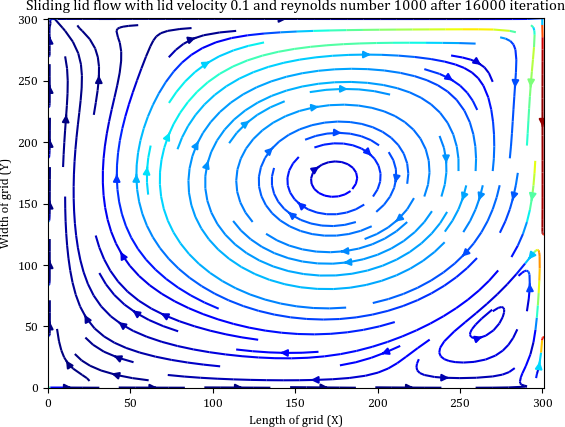 Sliding lid flow with lid velocity 0.1 and reynolds number 1000 after 16000 iteration
300
250
200
150
100
50
0
Width of grid (Y)
0 50 100 150 200 250 300
Length of grid (X)